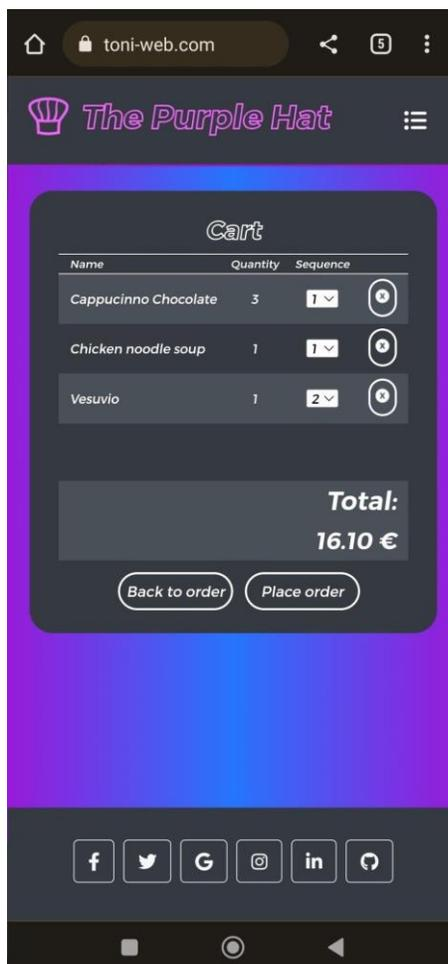 toni-web.com
5
The Purple Hat
Cart
Name Quantity Sequence
Cappucinno Chocolate 3 1
Chicken noodle soup 1 1
Vesuvio 1 2
Total:
16.10 €
Back to order Place order